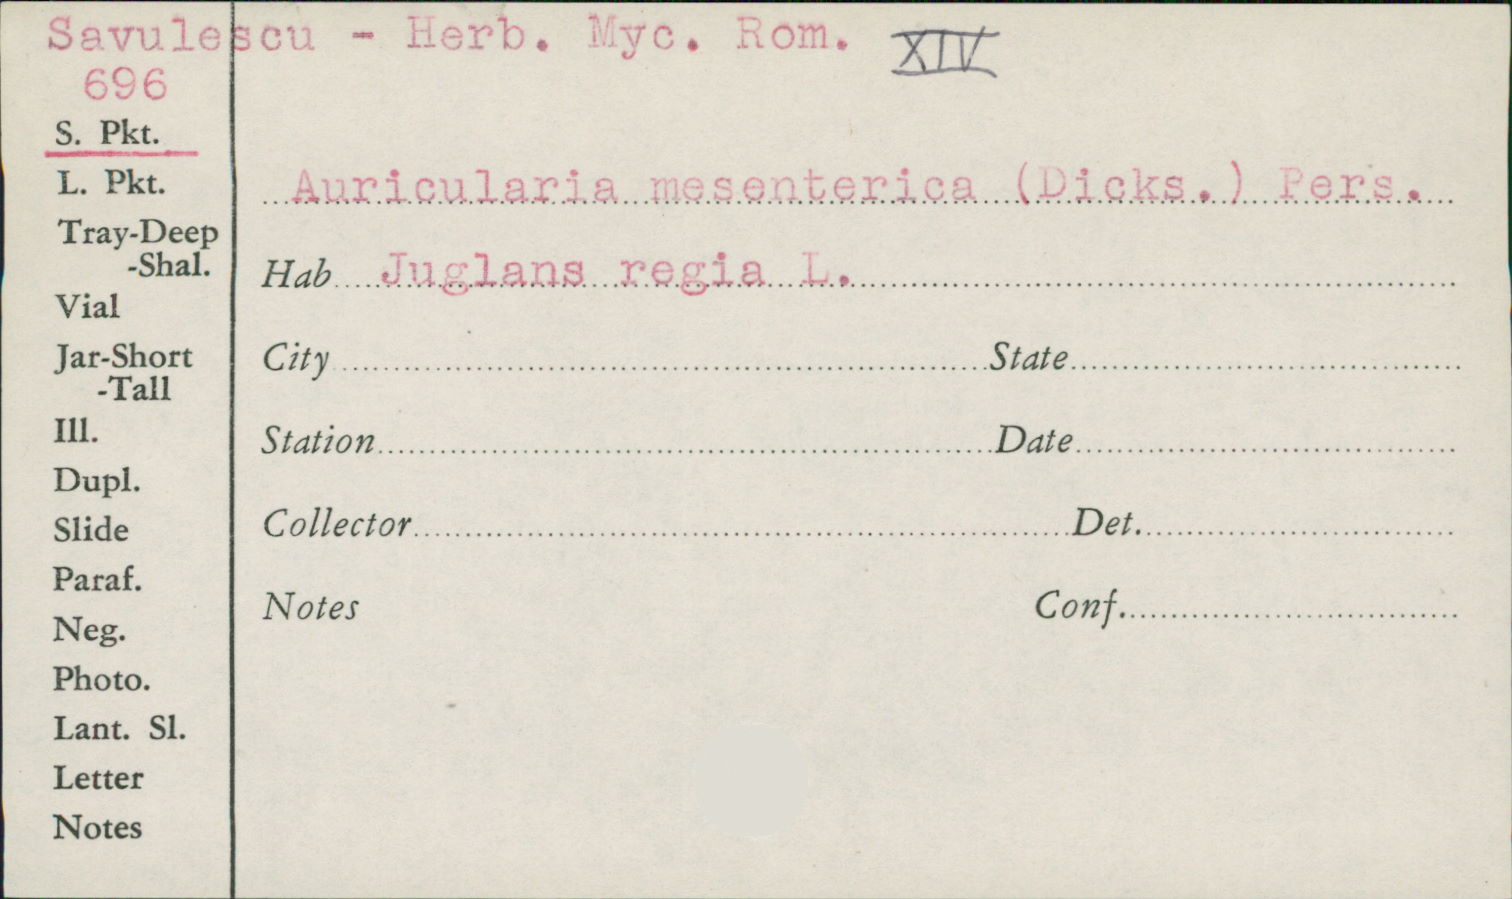 Savulescu - Herb. Myc. Rom. XIV
696
S. Pkt.
L. Pkt.
Tray-Deep
-Shal.
Vial
Jar-Short
-Tall
Ill.
Dupl.
Slide
Paraf.
Neg.
Photo.
Lant. Sl.
Letter
Notes
Auricularia mesenterica (Dicks.) Pers.
Hab Juglans regia L.
City State
Station Date
Collector Det.
Notes Conf.